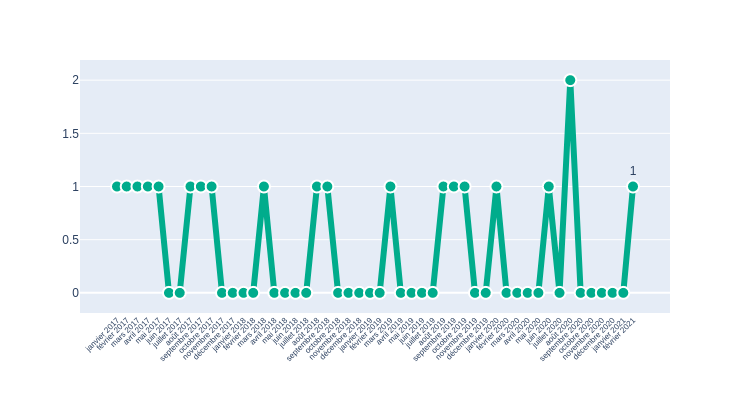 2
1.5
1
1
0.5
0
janvier 2017
février 2017
mars 2017
avril 2017
mai 2017
juin 2017
juillet 2017
août 2017
septembre 2017
octobre 2017
novembre 2017
décembre 2017
janvier 2018
février 2018
mars 2018
avril 2018
mai 2018
juin 2018
juillet 2018
août 2018
septembre 2018
octobre 2018
novembre 2018
décembre 2018
janvier 2019
février 2019
mars 2019
avril 2019
mai 2019
juin 2019
juillet 2019
août 2019
septembre 2019
octobre 2019
novembre 2019
décembre 2019
janvier 2020
février 2020
mars 2020
avril 2020
mai 2020
juin 2020
juillet 2020
août 2020
septembre 2020
octobre 2020
novembre 2020
décembre 2020
janvier 2021
février 2021